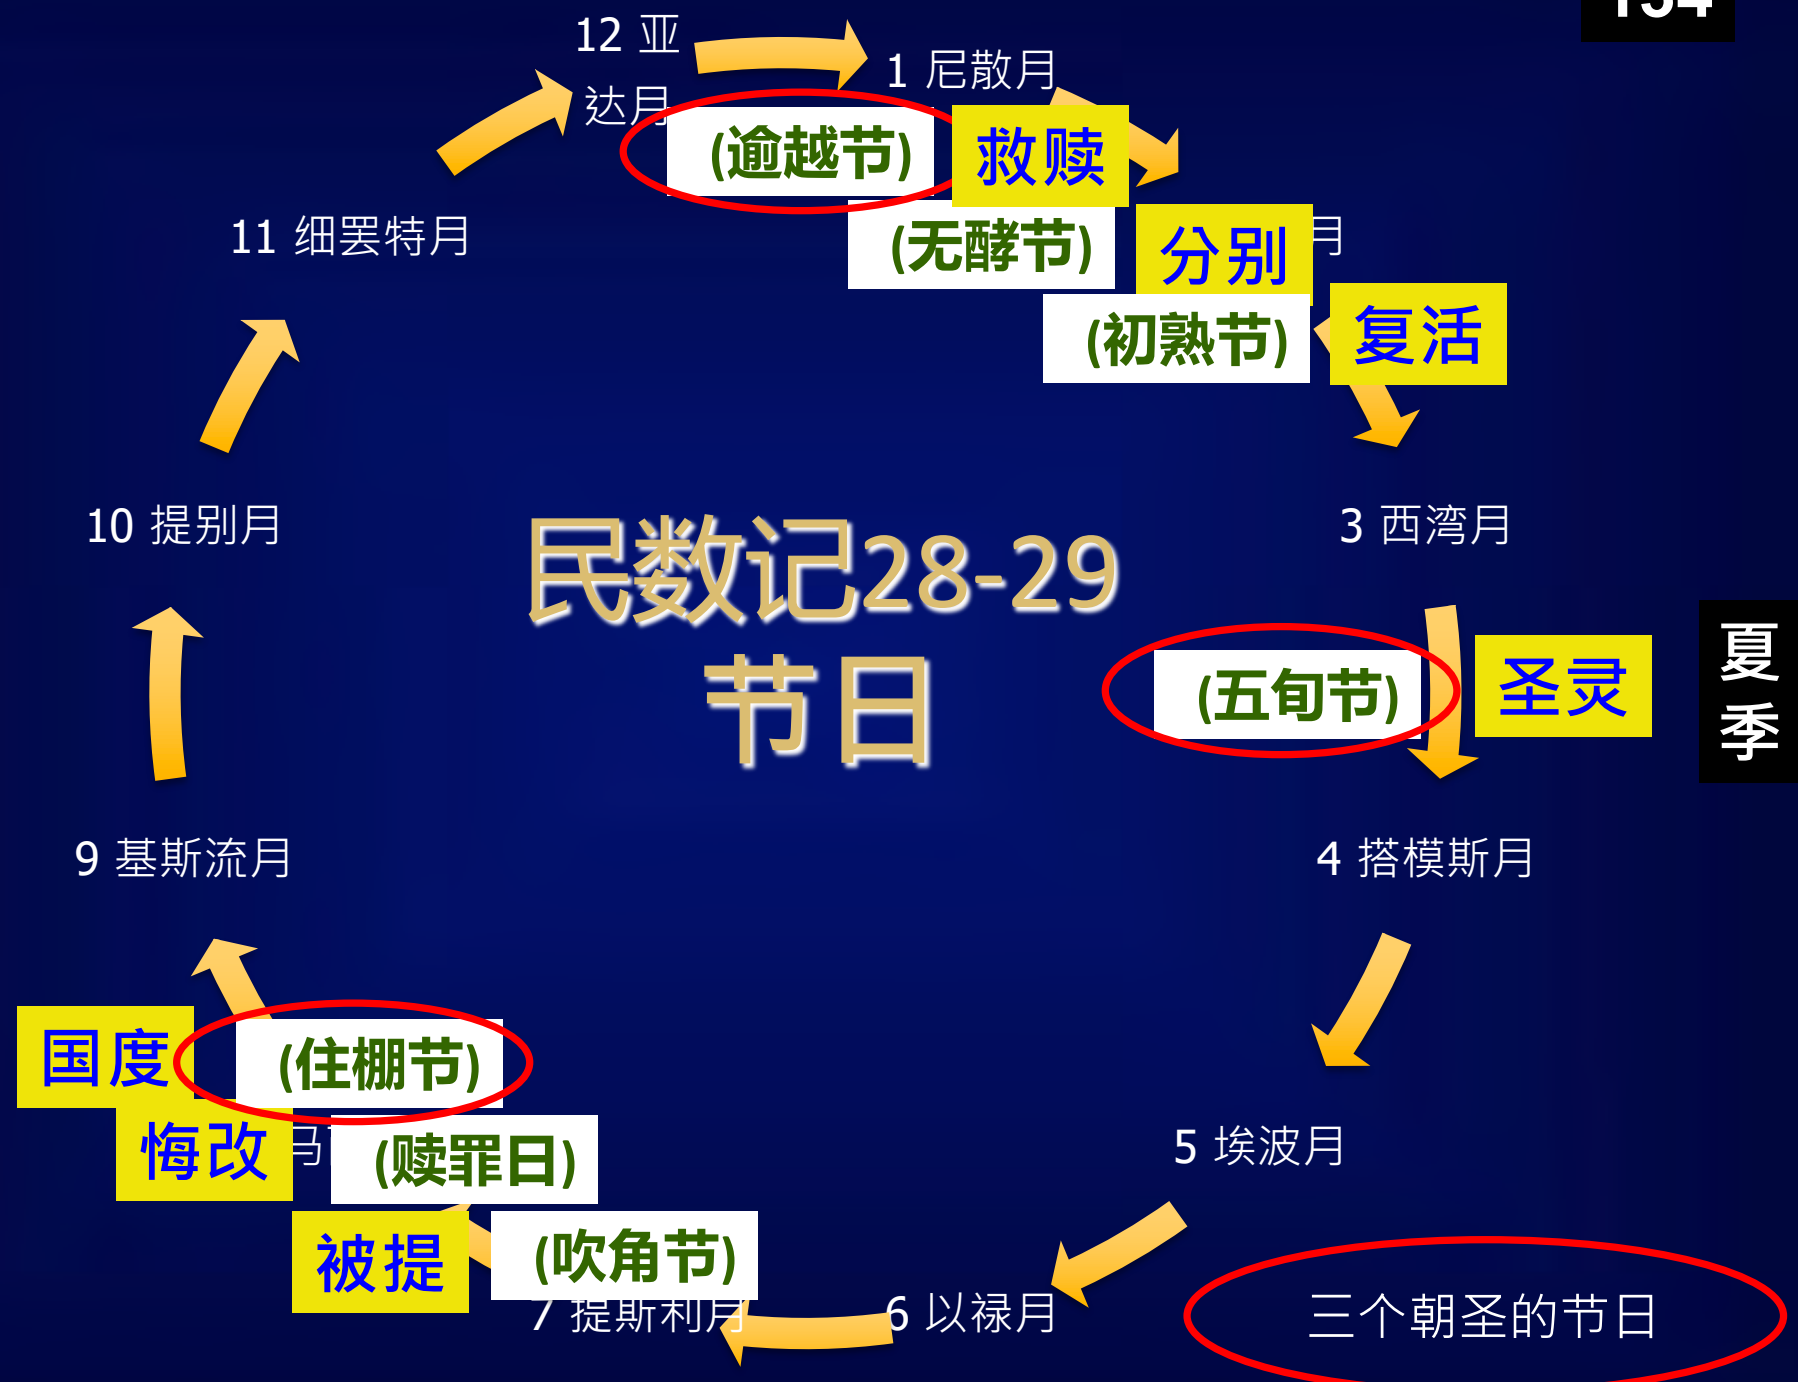 134
12 亚
达月
1 尼散月
(逾越节)
救赎
(无酵节)
分别
月
(初熟节)
复活
3 西湾月
(五旬节)
圣灵
夏
季
4 搭模斯月
5 埃波月
6 以禄月
7 提斯利月
(吹角节)
被提
(赎罪日)
悔改
(住棚节)
国度
9 基斯流月
10 提别月
11 细罢特月
民数记28-29
节日
三个朝圣的节日